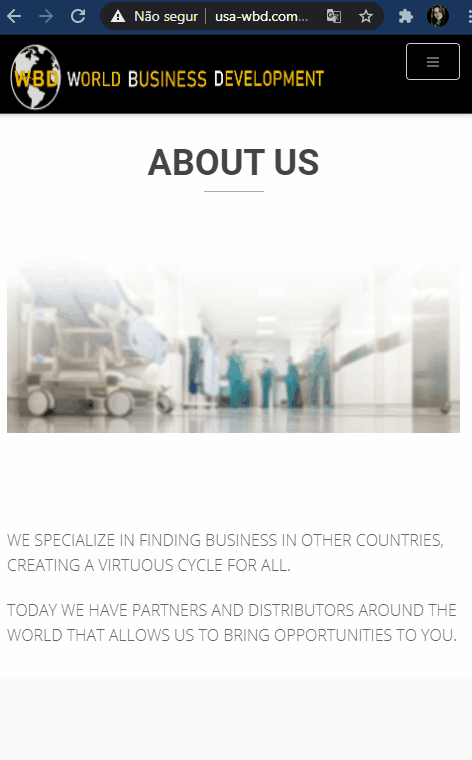 Não segur
usa-wbd.com...
WBD WORLD BUSINESS DEVELOPMENT
ABOUT US
WE SPECIALIZE IN FINDING BUSINESS IN OTHER COUNTRIES,
CREATING A VIRTUOUS CYCLE FOR ALL.
TODAY WE HAVE PARTNERS AND DISTRIBUTORS AROUND THE
WORLD THAT ALLOWS US TO BRING OPPORTUNITIES TO YOU.